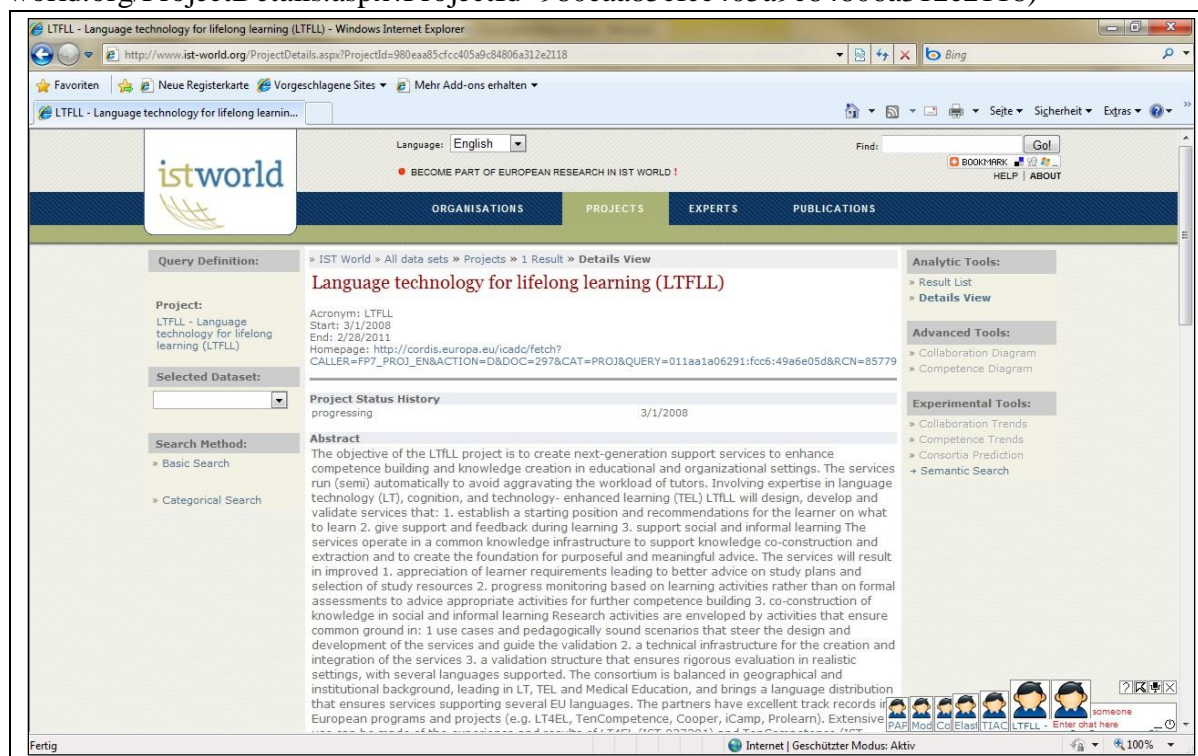 LTFLL - Language technology for lifelong learning (LTFLL) - Windows Internet Explorer
http://www.ist-world.org/ProjectDetails.aspx?ProjectId=980eaa85cfcc405a9c84806a312e2118
Bing
Favoriten Neue Registerkarte Vorgeschlagene Sites Mehr Add-ons erhalten
LTFLL - Language technology for lifelong learnin...
Seite Sicherheit Extras
Language: English
Find: Go!
BOOKMARK
BECOME PART OF EUROPEAN RESEARCH IN IST WORLD !
HELP | ABOUT
istworld
ORGANISATIONS PROJECTS EXPERTS PUBLICATIONS
Query Definition:
Project:
LTFLL - Language
technology for lifelong
learning (LTFLL)
Selected Dataset:
Search Method:
» Basic Search
» Categorical Search
» IST World » All data sets » Projects » 1 Result » Details View
Language technology for lifelong learning (LTFLL)
Acronym: LTFLL
Start: 3/1/2008
End: 2/28/2011
Homepage: http://cordis.europa.eu/icadc/fetch?
CALLER=FP7_PROJ_EN&ACTION=D&DOC=297&CAT=PROJ&QUERY=011aa1a06291:fcc6:49a6e05d&RCN=85779
Project Status History
progressing 3/1/2008
Abstract
The objective of the LTfLL project is to create next-generation support services to enhance
competence building and knowledge creation in educational and organizational settings. The services
run (semi) automatically to avoid aggravating the workload of tutors. Involving expertise in language
technology (LT), cognition, and technology- enhanced learning (TEL) LTfLL will design, develop and
validate services that: 1. establish a starting position and recommendations for the learner on what
to learn 2. give support and feedback during learning 3. support social and informal learning The
services operate in a common knowledge infrastructure to support knowledge co-construction and
extraction and to create the foundation for purposeful and meaningful advice. The services will result
in improved 1. appreciation of learner requirements leading to better advice on study plans and
selection of study resources 2. progress monitoring based on learning activities rather than on formal
assessments to advice appropriate activities for further competence building 3. co-construction of
knowledge in social and informal learning Research activities are enveloped by activities that ensure
common ground in: 1 use cases and pedagogically sound scenarios that steer the design and
development of the services and guide the validation 2. a technical infrastructure for the creation and
integration of the services 3. a validation structure that ensures rigorous evaluation in realistic
settings, with several languages supported. The consortium is balanced in geographical and
institutional background, leading in LT, TEL and Medical Education, and brings a language distribution
that ensures services supporting several EU languages. The partners have excellent track records in
European programs and projects (e.g. LT4EL, TenCompetence, Cooper, iCamp, Prolearn). Extensive
Analytic Tools:
» Result List
» Details View
Advanced Tools:
» Collaboration Diagram
» Competence Diagram
Experimental Tools:
» Collaboration Trends
» Competence Trends
» Consortia Prediction
+ Semantic Search
someone
PAP Mod Co Elast TIAC LTFLL - Enter chat here
Fertig
Internet | Geschützter Modus: Aktiv
100%